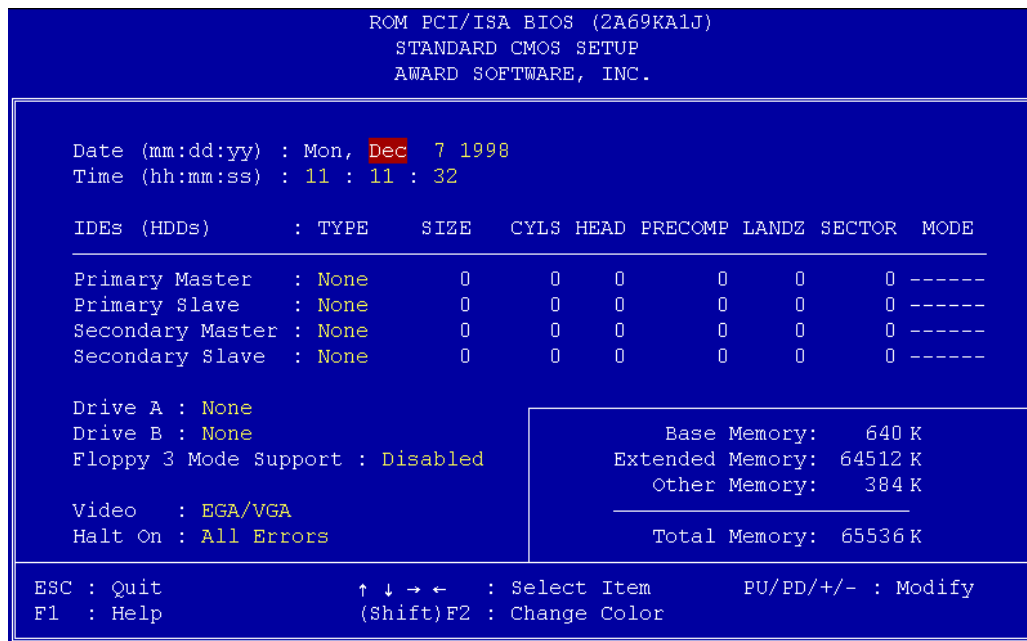 ROM PCI/ISA BIOS (2A69KA1J)
STANDARD CMOS SETUP
AWARD SOFTWARE, INC.
Date (mm:dd:yy) : Mon, Dec 7 1998
Time (hh:mm:ss) : 11 : 11 : 32
IDEs (HDDs) : TYPE SIZE CYLS HEAD PRECOMP LANDZ SECTOR MODE
Primary Master : None 0 0 0 0 0 0 ------
Primary Slave : None 0 0 0 0 0 0 ------
Secondary Master : None 0 0 0 0 0 0 ------
Secondary Slave : None 0 0 0 0 0 0 ------
Drive A : None
Drive B : None
Floppy 3 Mode Support : Disabled
Video : EGA/VGA
Halt On : All Errors
Base Memory: 640 K
Extended Memory: 64512 K
Other Memory: 384 K
Total Memory: 65536 K
ESC : Quit ↑ ↓ → ← : Select Item PU/PD/+/- : Modify
F1 : Help (Shift)F2 : Change Color